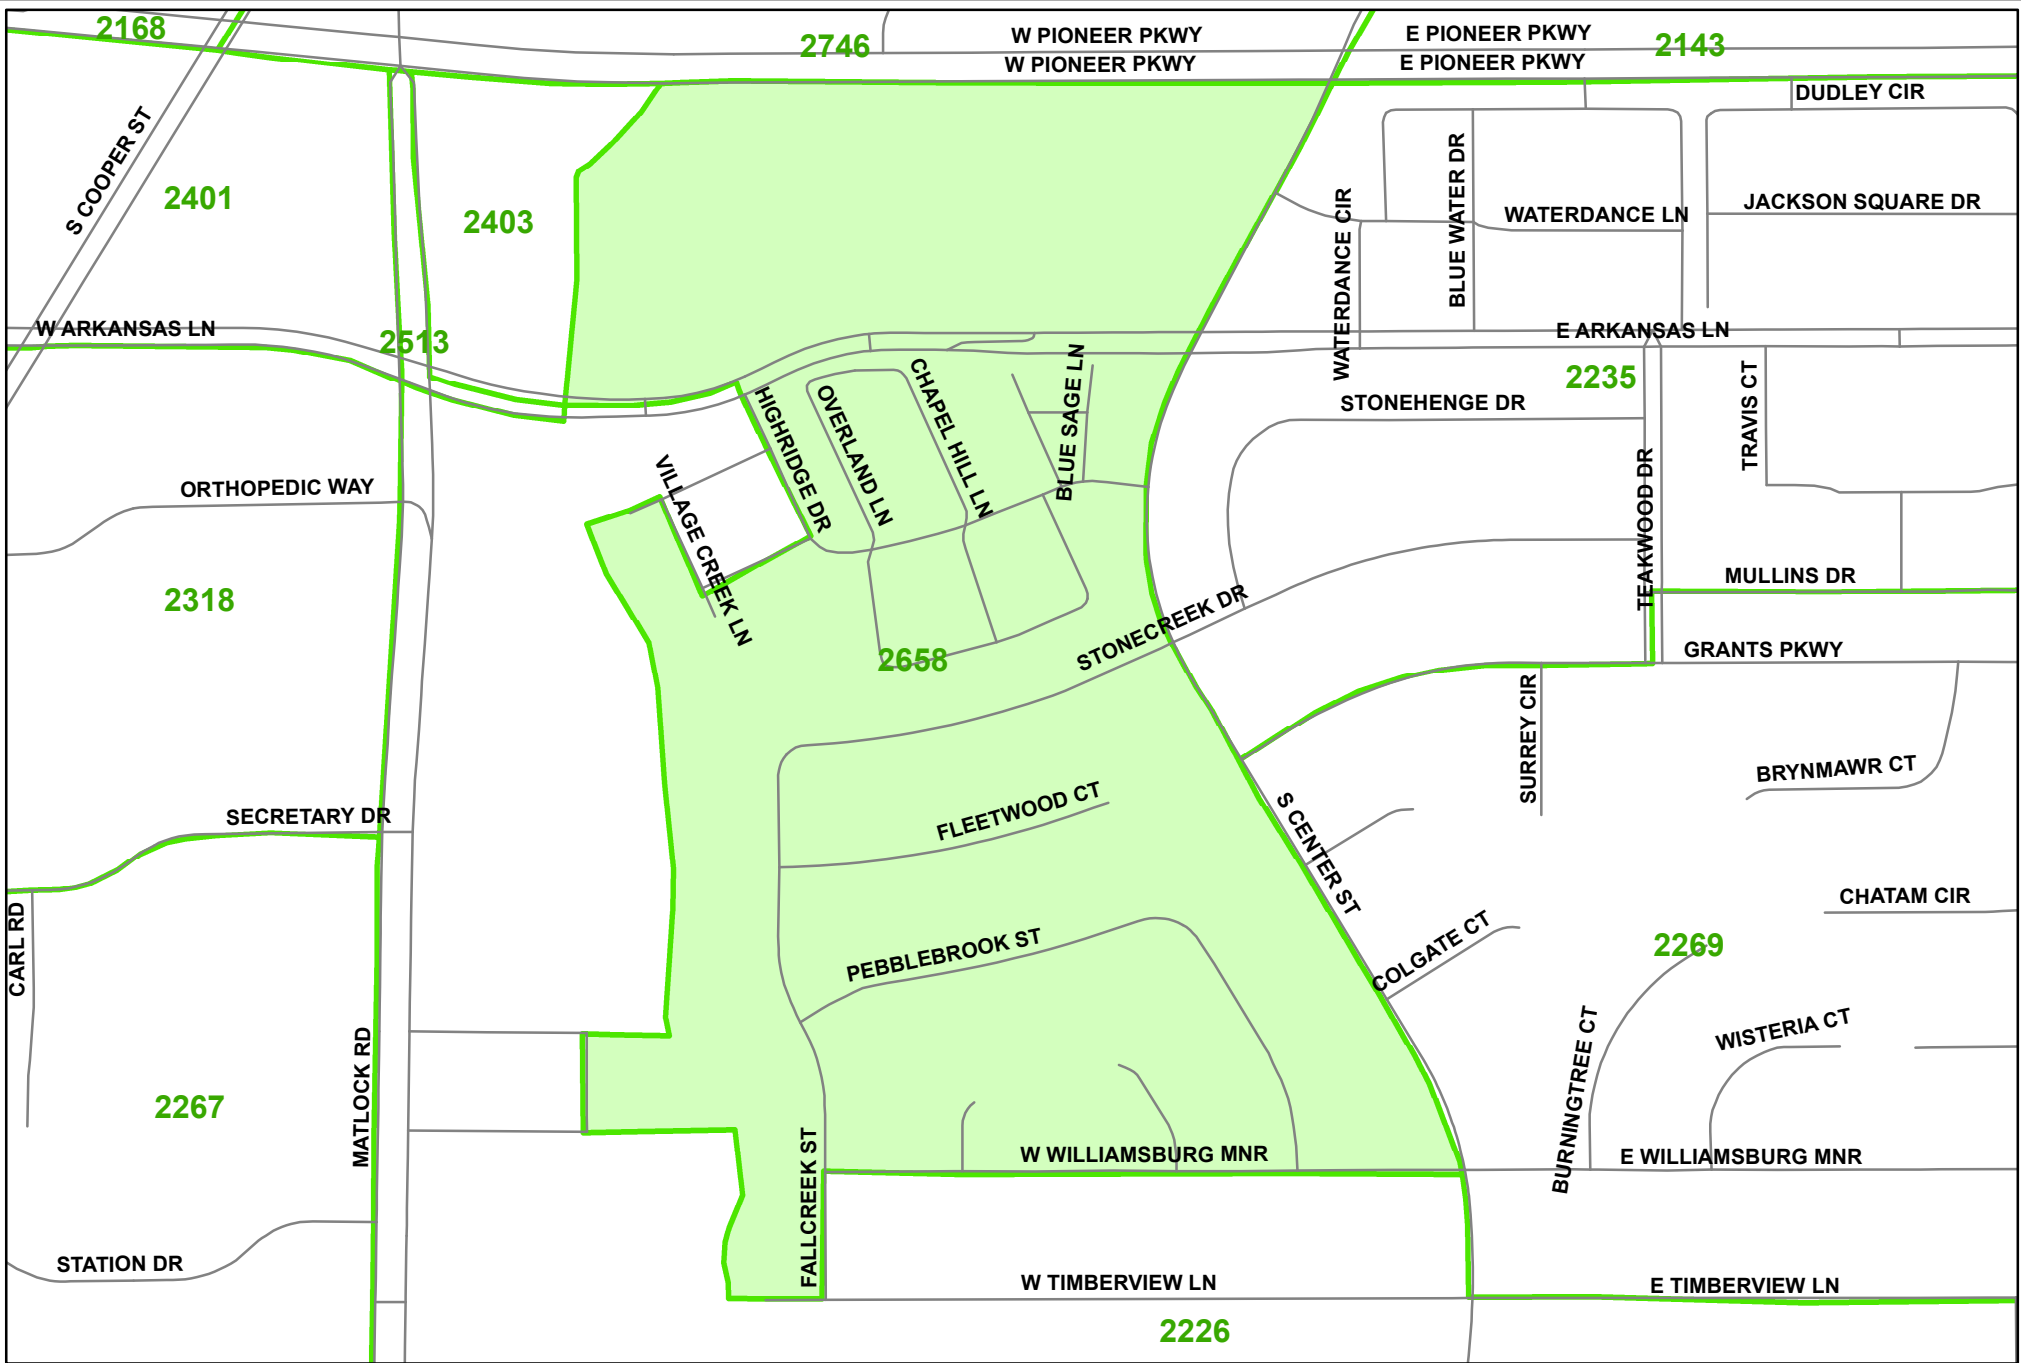 2168
2746
W PIONEER PKWY
E PIONEER PKWY
2143
W PIONEER PKWY
E PIONEER PKWY
DUDLEY CIR
S COOPER ST
2401
2403
BLUE WATER DR
WATERDANCE LN
JACKSON SQUARE DR
WATERDANCE CIR
W ARKANSAS LN
2513
E ARKANSAS LN
2235
STONEHENGE DR
TRAVIS CT
HIGHRIDGE DR
OVERLAND LN
CHAPEL HILL LN
BLUE SAGE LN
ORTHOPEDIC WAY
VILLAGE CREEK LN
TEAKWOOD DR
MULLINS DR
2318
STONECREEK DR
2658
GRANTS PKWY
SURREY CIR
BRYNMAWR CT
SECRETARY DR
FLEETWOOD CT
S CENTER ST
CHATAM CIR
CARL RD
PEBBLEBROOK ST
COLGATE CT
2269
WISTERIA CT
MATLOCK RD
2267
BURNINGTREE CT
W WILLIAMSBURG MNR
E WILLIAMSBURG MNR
FALLCREEK ST
STATION DR
W TIMBERVIEW LN
E TIMBERVIEW LN
2226